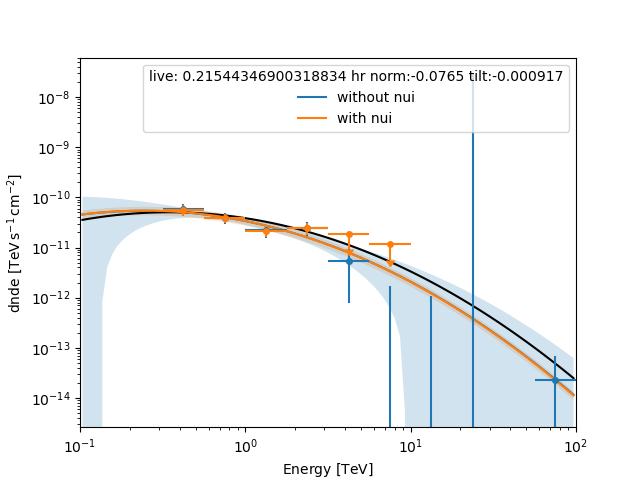 live: 0.21544346900318834 hr norm:-0.0765 tilt:-0.000917
without nui
with nui
10⁻⁸
10⁻⁹
10⁻¹⁰
10⁻¹¹
10⁻¹²
10⁻¹³
10⁻¹⁴
dnde [TeV s⁻¹ cm⁻²]
10⁻¹ 10⁰ 10¹ 10²
Energy [TeV]